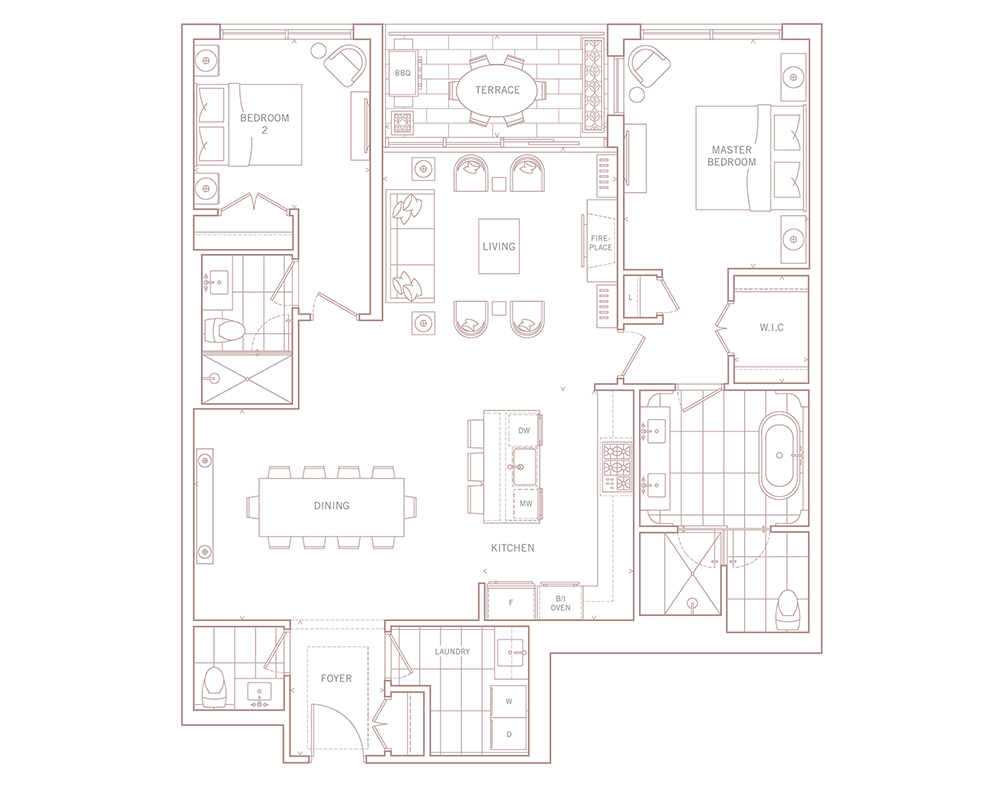 BBQ
TERRACE
BEDROOM
2
MASTER
BEDROOM
LIVING
FIRE-
PLACE
L
W.I.C
DW
MW
DINING
KITCHEN
F
B/I
OVEN
LAUNDRY
FOYER
W
D